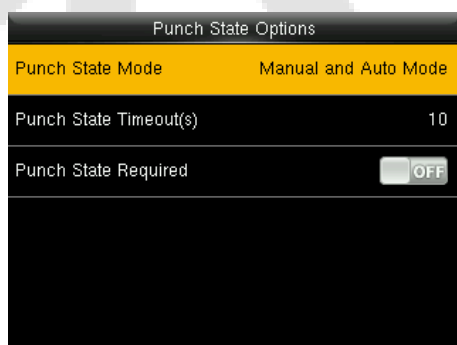 Punch State Options
Punch State Mode Manual and Auto Mode
Punch State Timeout(s) 10
Punch State Required OFF